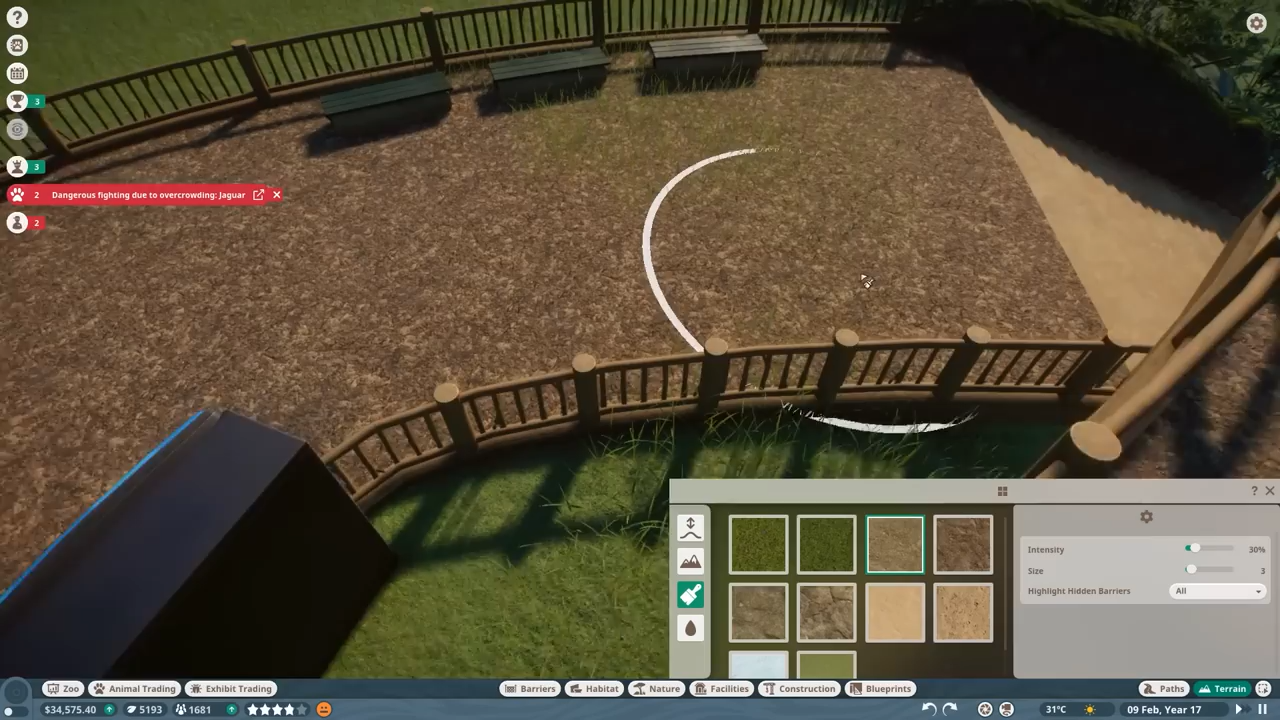 ?
3
3
2 Dangerous fighting due to overcrowding: Jaguar
2
?
Intensity 30%
Size 3
Highlight Hidden Barriers All
Zoo Animal Trading Exhibit Trading Barriers Habitat Nature Facilities Construction Blueprints Paths Terrain
$34,575.40 5193 1681 31°C 09 Feb, Year 17